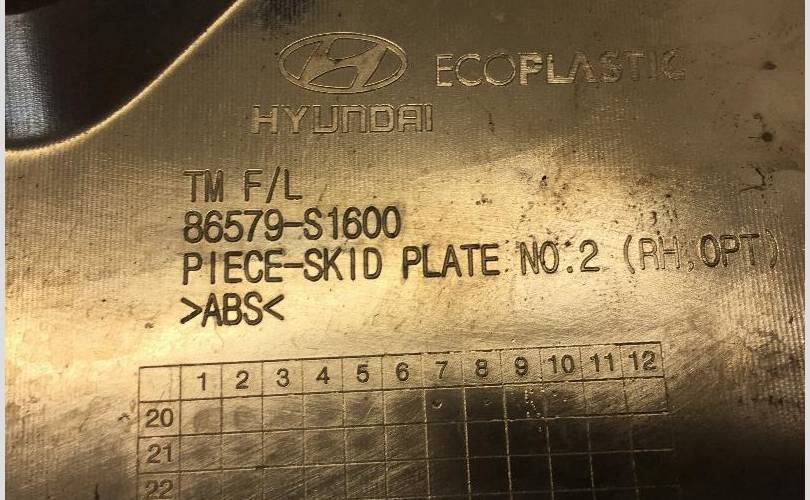 ECOPLASTIC
HYUNDAI
TM F/L
86579-S1600
PIECE-SKID PLATE NO.2 (RH,OPT)
>ABS<
1 2 3 4 5 6 7 8 9 10 11 12
20
21
22